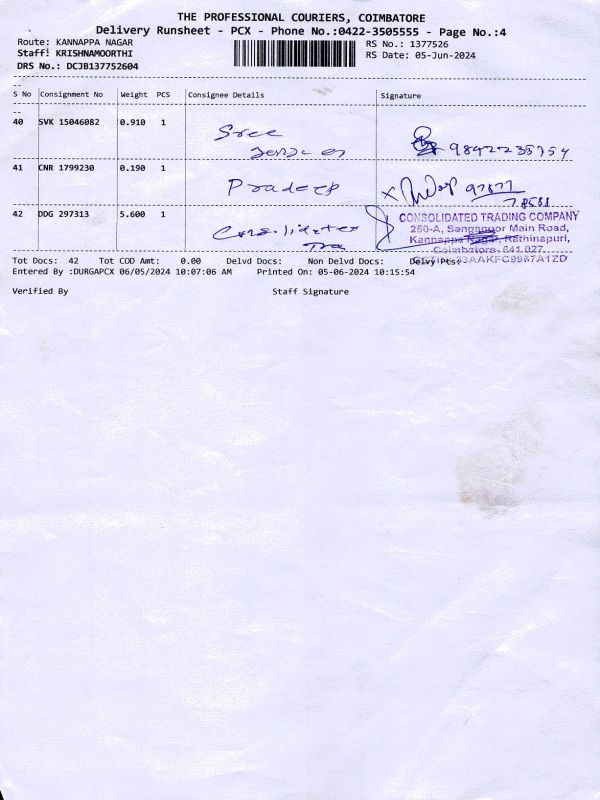 THE PROFESSIONAL COURIERS, COIMBATORE
Delivery Runsheet - PCX - Phone No.:0422-3505555 - Page No.:4
Route: KANNAPPA NAGAR
RS No.: 1377526
Staff: KRISHNAMOORTHI
RS Date: 05-Jun-2024
DRS No.: DCJB137752604
S No Consignment No Weight PCS Consignee Details Signature
40 SVK 15046082 0.910 1 Sree
9842235754
41 CNR 1799230 0.190 1 Pradeep
42 DDG 297313 5.600 1 Consolidates
Tra
CONSOLIDATED TRADING COMPANY
250-A, Sanganoor Main Road,
Kannappa Nagar, Rathinapuri,
Coimbatore, 641 027.
Tot Docs: 42 Tot COD Amt: 0.00 Delvd Docs: Non Delvd Docs: Delvy Pts:
Entered By :DURGAPCX 06/05/2024 10:07:06 AM Printed On: 05-06-2024 10:15:54
Verified By Staff Signature